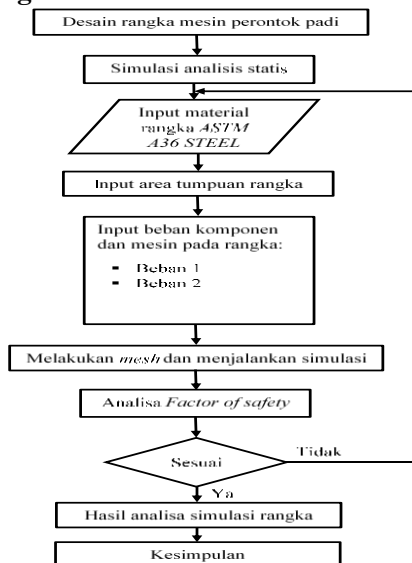 Desain rangka mesin perontok padi
Simulasi analisis statis
Input material
rangka ASTM
A36 STEEL
Input area tumpuan rangka
Input beban komponen
dan mesin pada rangka:
▪ Beban 1
▪ Beban 2
Melakukan mesh dan menjalankan simulasi
Analisa Factor of safety
Sesuai
Tidak
Ya
Hasil analisa simulasi rangka
Kesimpulan